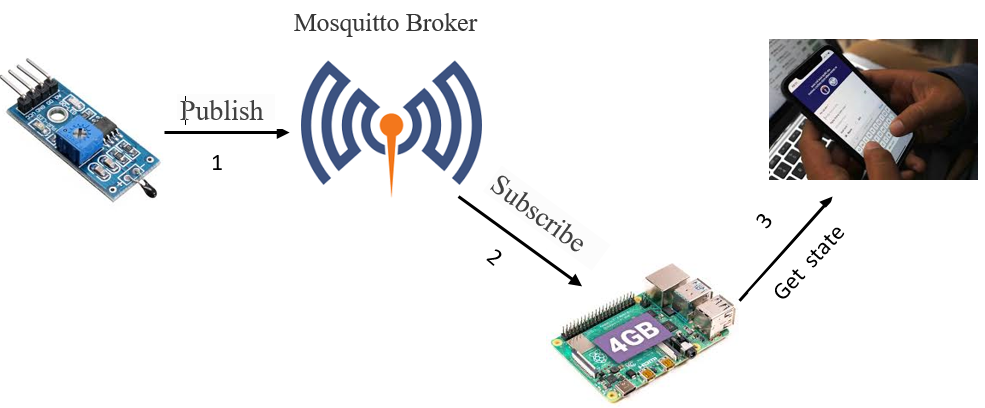 Mosquitto Broker
Publish
1
Subscribe
2
4GB
3
Get state